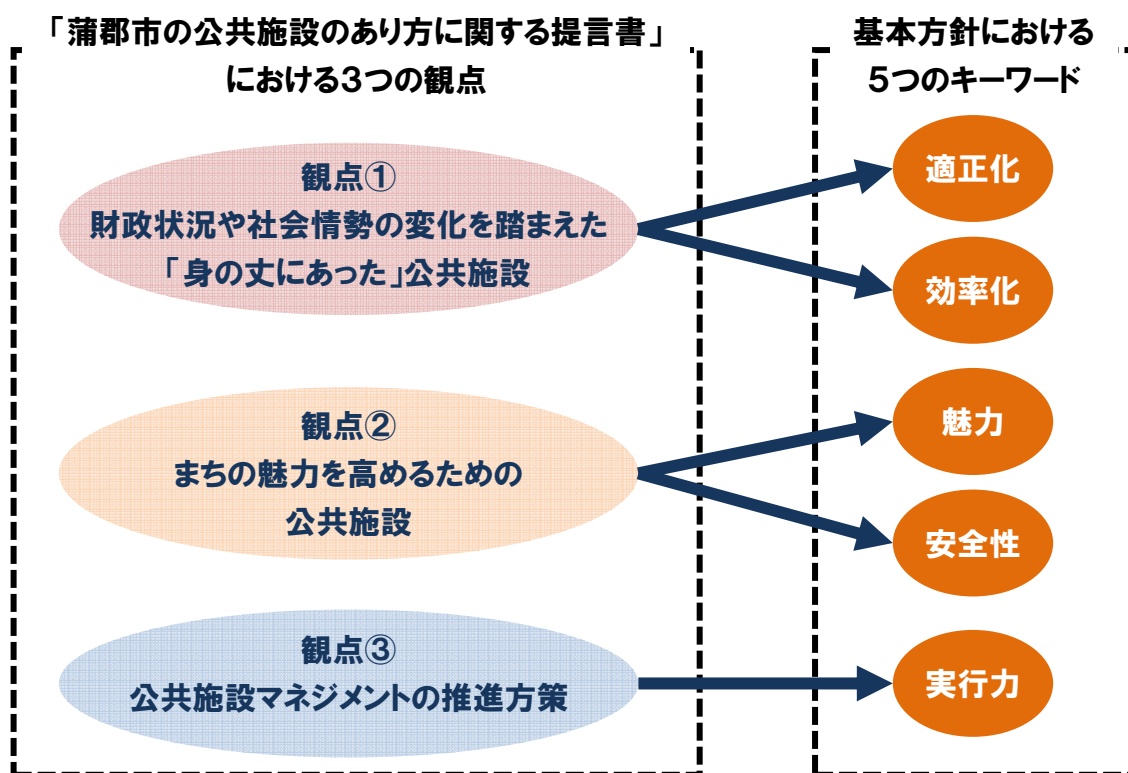 「蒲郡市の公共施設のあり方に関する提言書」
における3つの観点
観点①
財政状況や社会情勢の変化を踏まえた
「身の丈にあった」公共施設
観点②
まちの魅力を高めるための
公共施設
観点③
公共施設マネジメントの推進方策
基本方針における
5つのキーワード
適正化
効率化
魅力
安全性
実行力